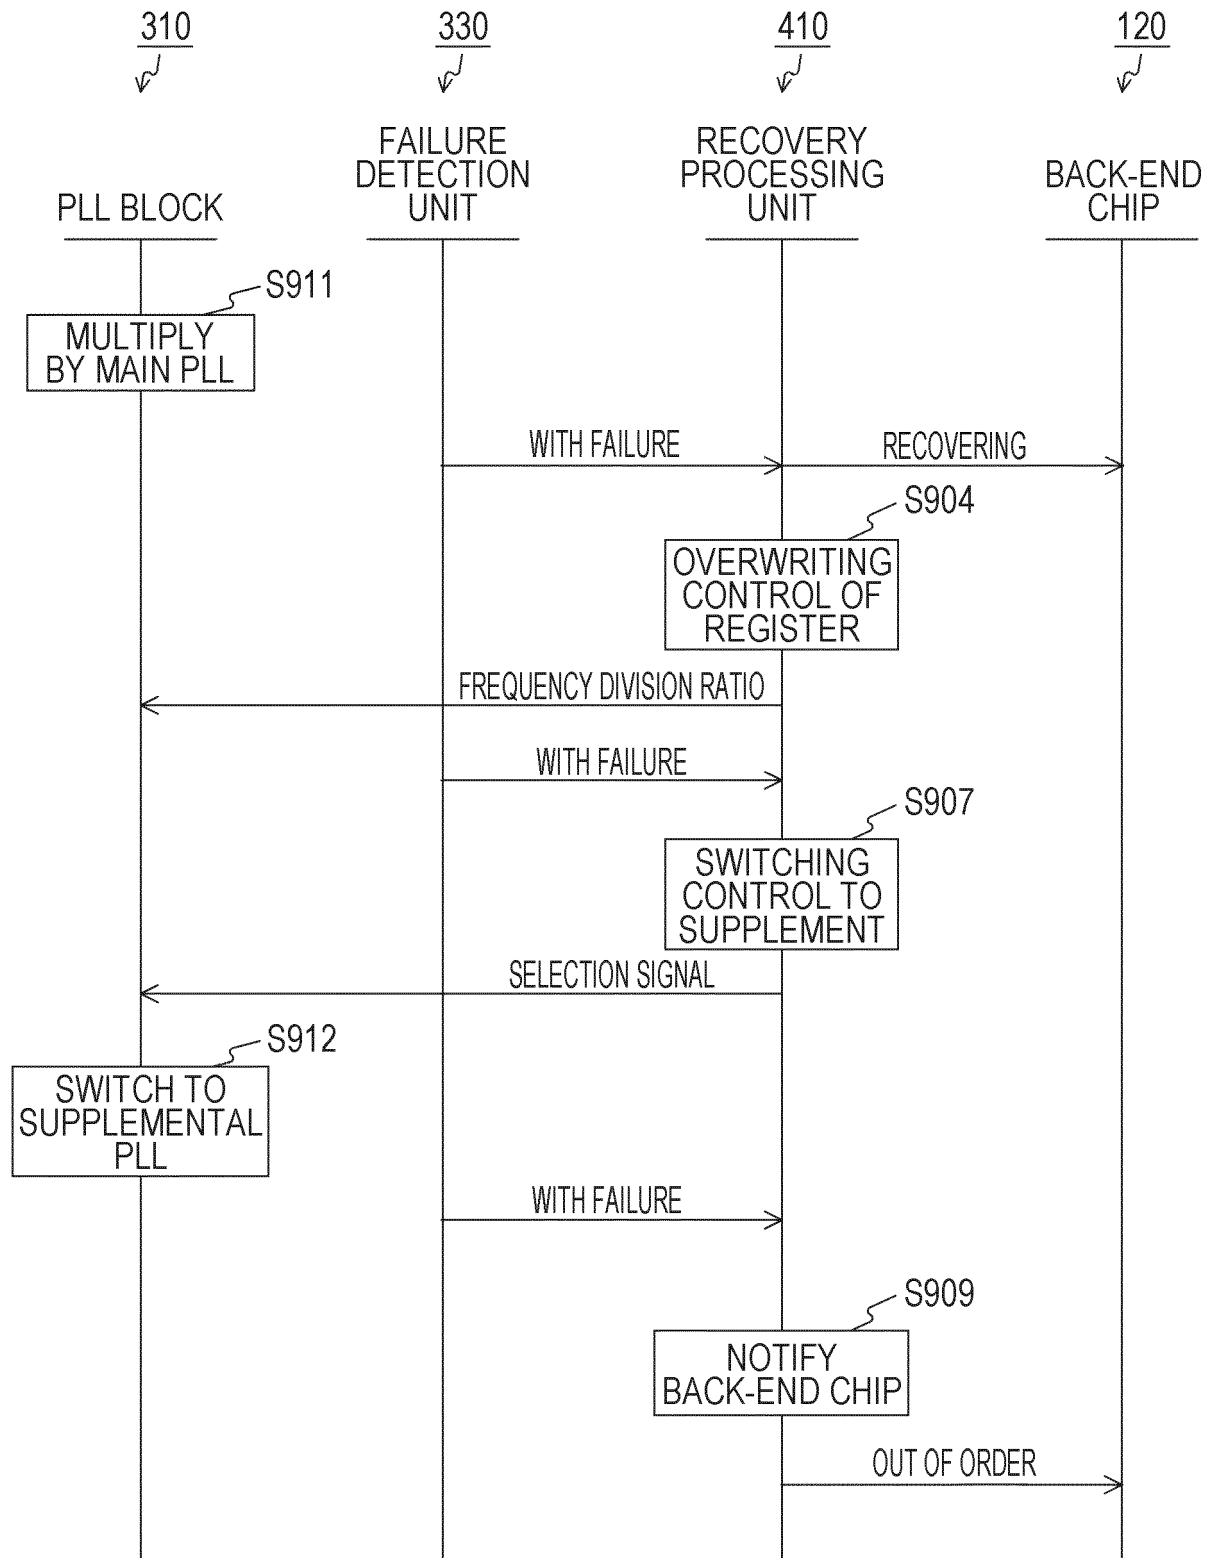 310
330
410
120
PLL BLOCK
FAILURE
DETECTION
UNIT
RECOVERY
PROCESSING
UNIT
BACK-END
CHIP
S911
MULTIPLY
BY MAIN PLL
WITH FAILURE
RECOVERING
S904
OVERWRITING
CONTROL OF
REGISTER
FREQUENCY DIVISION RATIO
WITH FAILURE
S907
SWITCHING
CONTROL TO
SUPPLEMENT
SELECTION SIGNAL
S912
SWITCH TO
SUPPLEMENTAL
PLL
WITH FAILURE
S909
NOTIFY
BACK-END CHIP
OUT OF ORDER